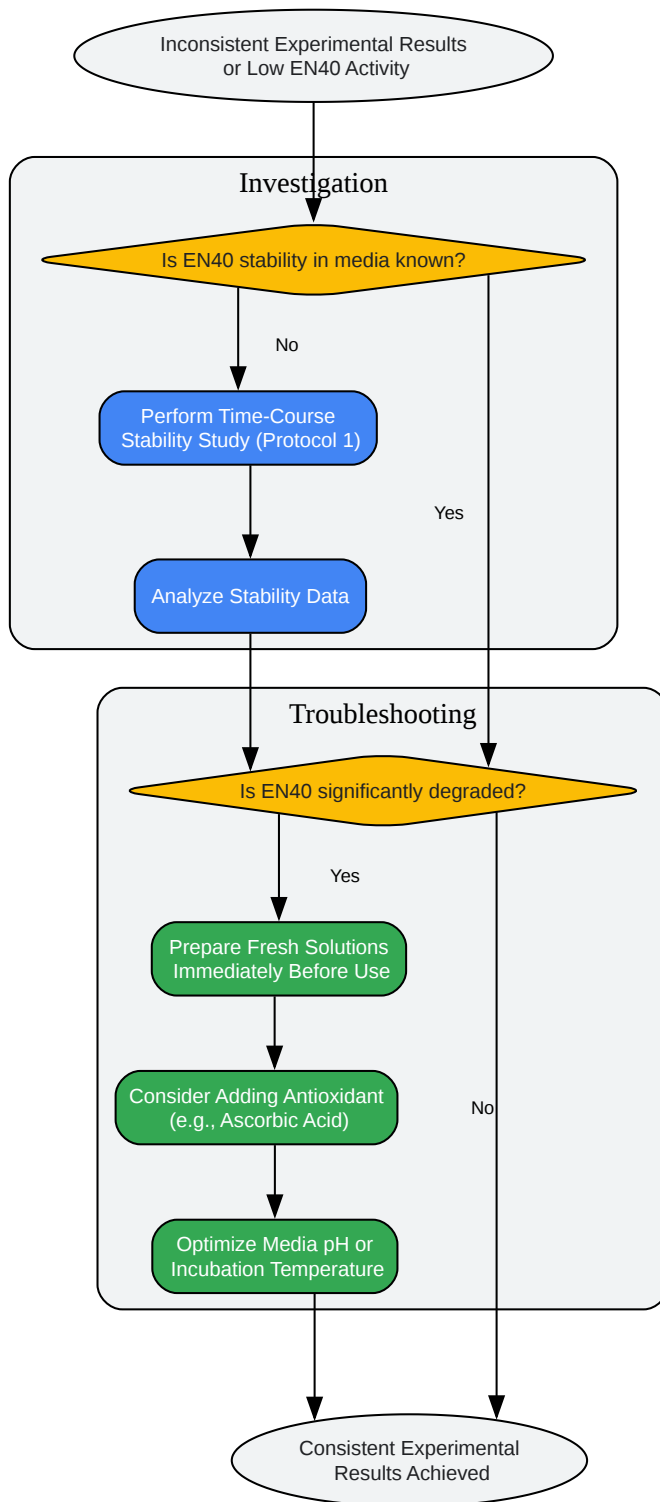 Inconsistent Experimental Results
or Low EN40 Activity
Investigation
Is EN40 stability in media known?
No
Perform Time-Course
Stability Study (Protocol 1)
Yes
Analyze Stability Data
Troubleshooting
Is EN40 significantly degraded?
Yes
Prepare Fresh Solutions
Immediately Before Use
Consider Adding Antioxidant
(e.g., Ascorbic Acid)
No
Optimize Media pH or
Incubation Temperature
Consistent Experimental
Results Achieved